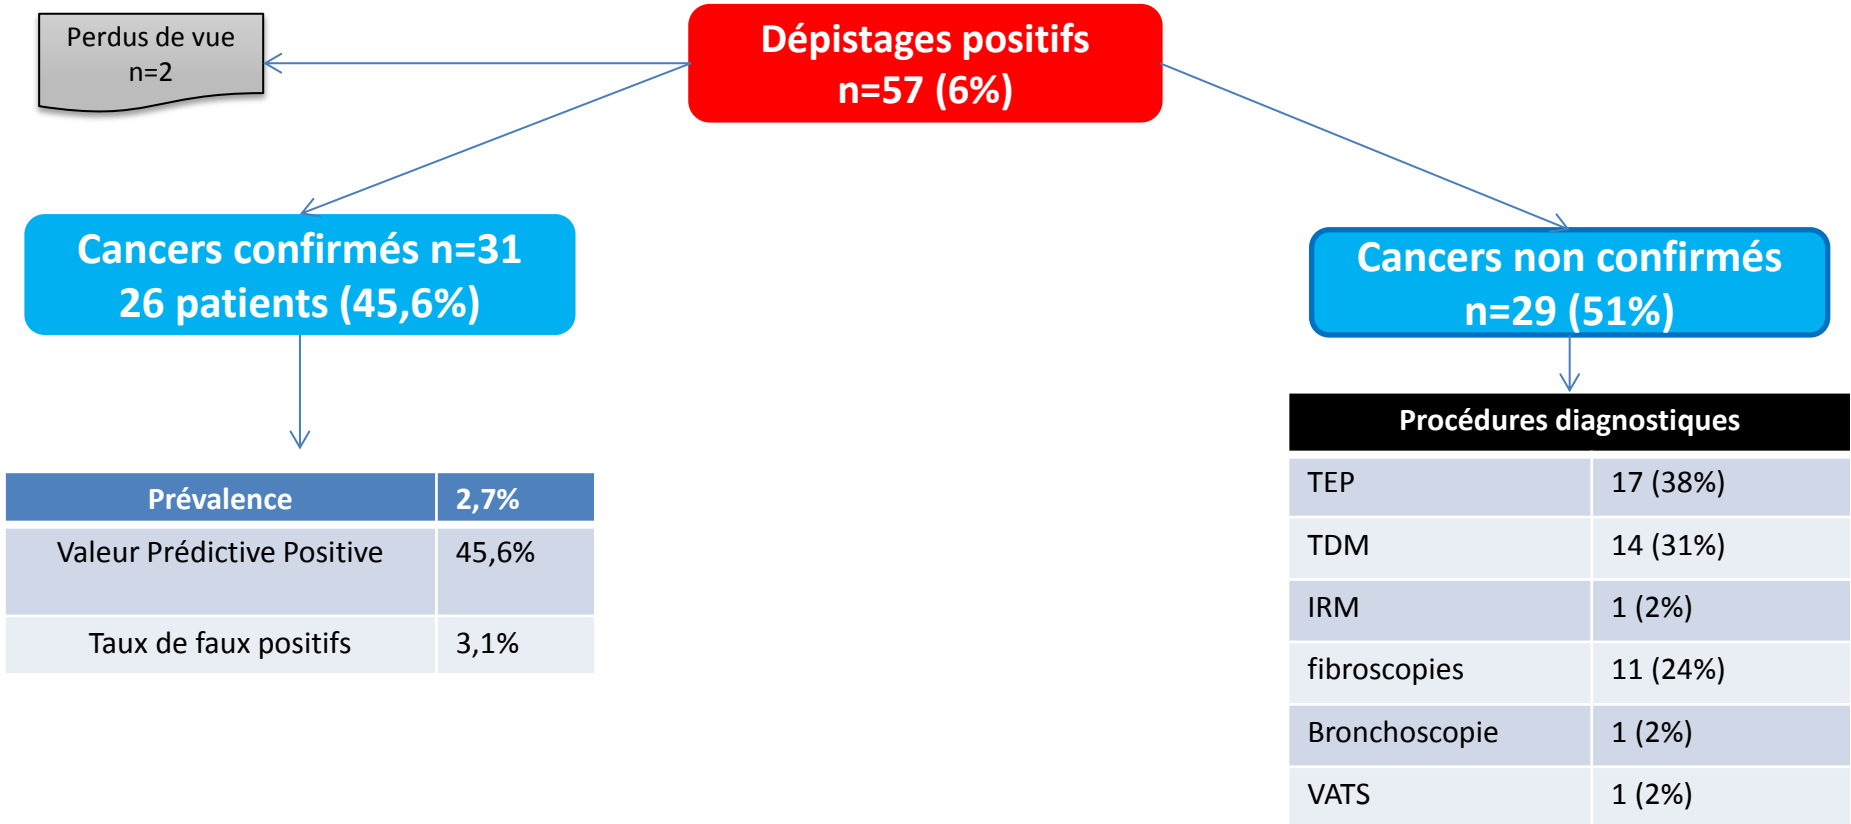 Perdus de vue
n=2
Dépistages positifs
n=57 (6%)
Cancers confirmés n=31
26 patients (45,6%)
Cancers non confirmés
n=29 (51%)
Prévalence 2,7%
Valeur Prédictive Positive 45,6%
Taux de faux positifs 3,1%
Procédures diagnostiques
TEP 17 (38%)
TDM 14 (31%)
IRM 1 (2%)
fibroscopies 11 (24%)
Bronchoscopie 1 (2%)
VATS 1 (2%)